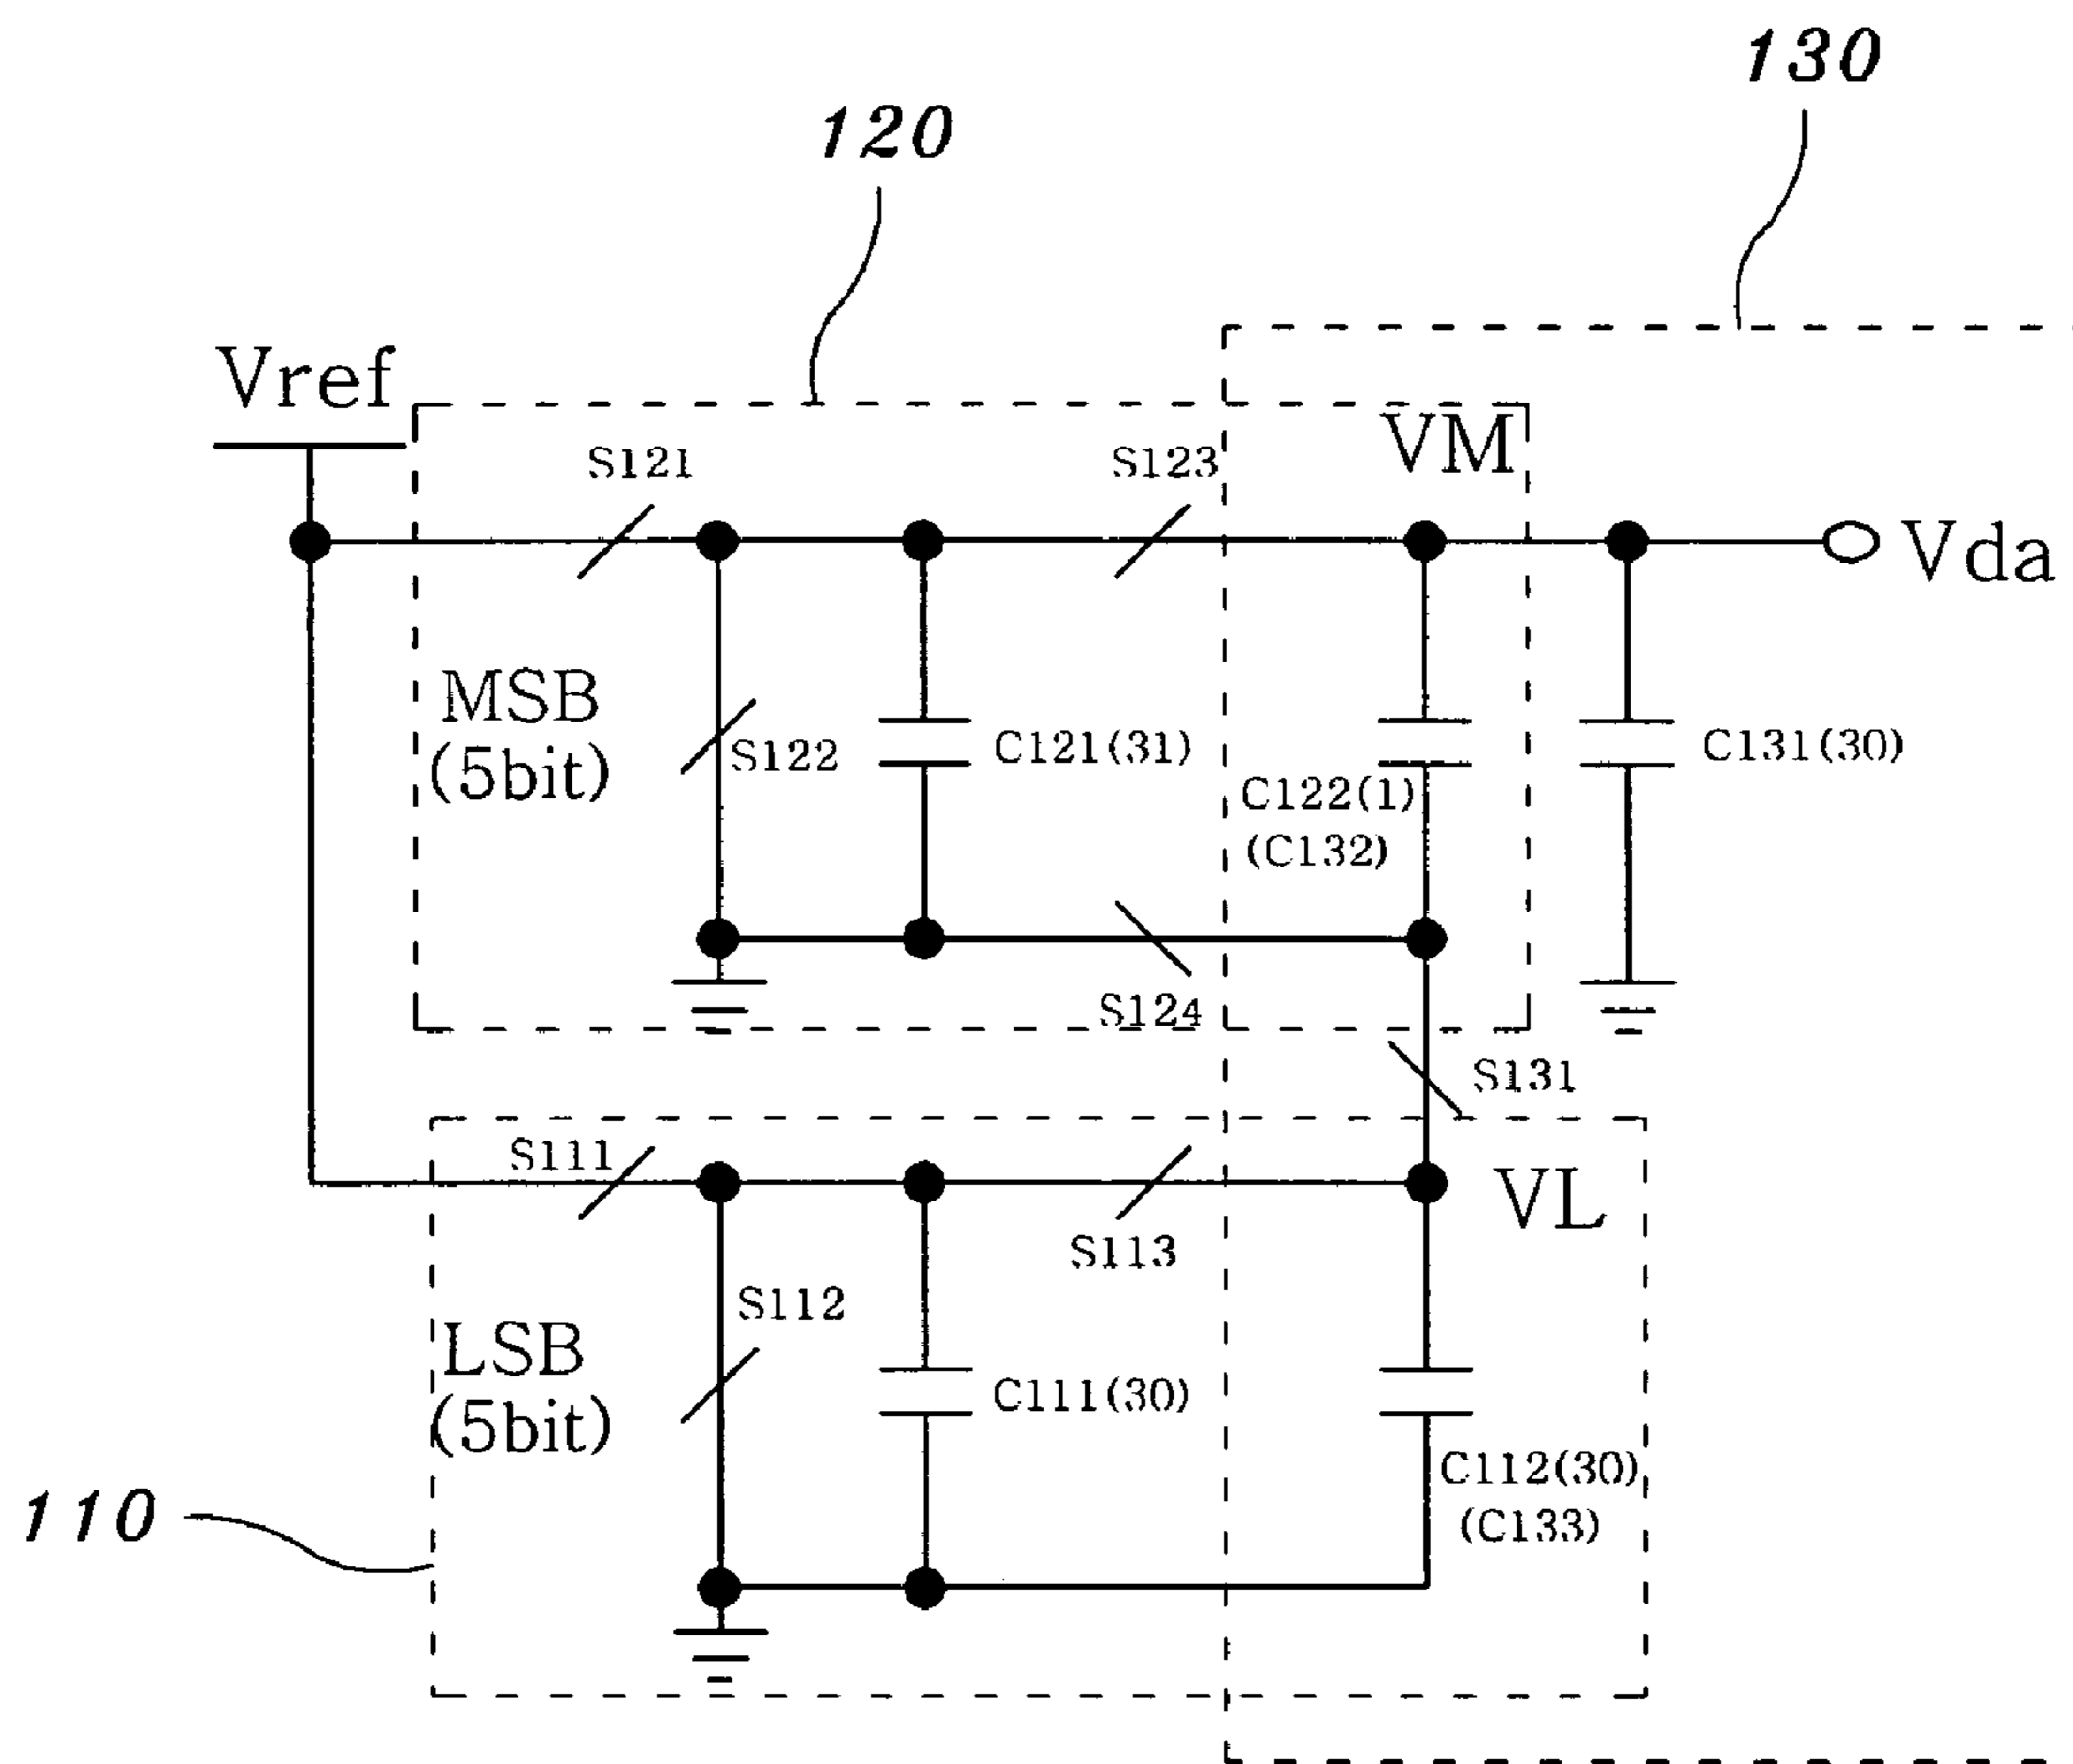 130
120
Vref
VM
S121
S123
Vda
MSB
(5bit)
S122
C121(31)
C131(30)
C122(1)
(C132)
S124
S131
S111
VL
S113
S112
LSB
(5bit)
C111(30)
C112(30)
(C133)
110